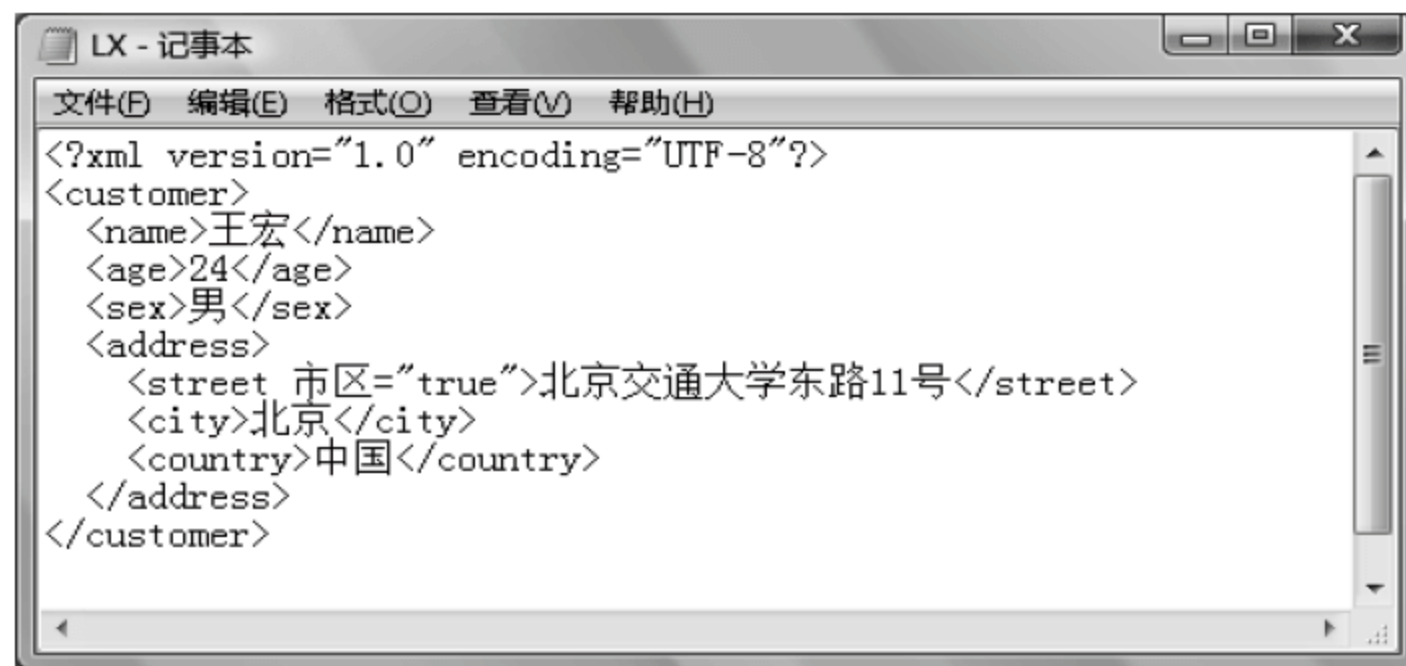 LX - 记事本
文件(F) 编辑(E) 格式(O) 查看(V) 帮助(H)
<?xml version="1.0" encoding="UTF-8"?>
<customer>
  <name>王宏</name>
  <age>24</age>
  <sex>男</sex>
  <address>
    <street 市区="true">北京交通大学东路11号</street>
    <city>北京</city>
    <country>中国</country>
  </address>
</customer>